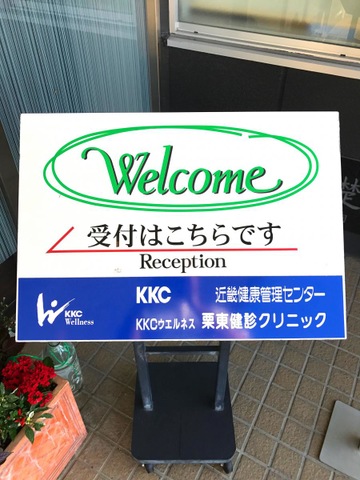 Welcome
受付はこちらです
Reception
KKC 近畿健康管理センター
KKC Wellness
KKCウエルネス 栗東健診クリニック